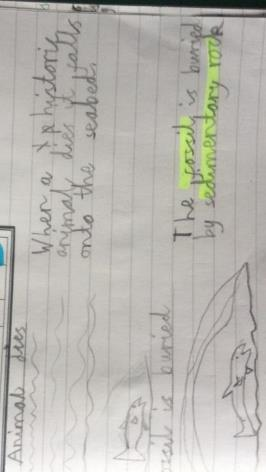 Animal dies
When a
animal dies it falls
onto the seabed.
ossil is buried
The fossil is buried
by sedimentary rock